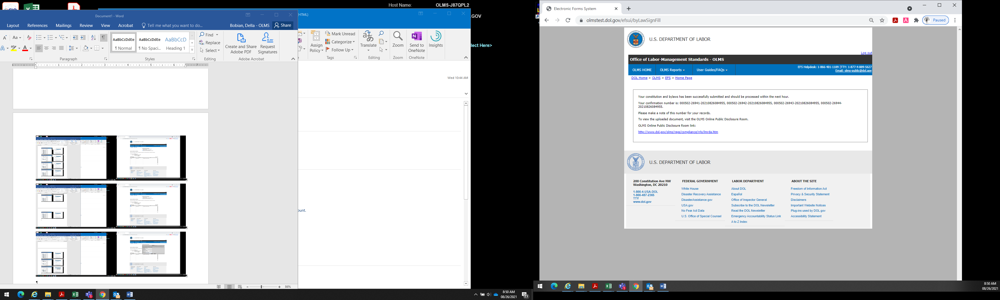 Host Name: OLMS-J87QPL2
.GOV
lect Here>
Document1 - Word
Layout References Mailings Review View Acrobat Tell me what you want to do... Bobian, Della - OLMS Share
Aa
Find
Replace
Select
AaBbCcDdEe AaBbCcDdEe AaBbCcD
¶ Normal ¶ No Spaci... Heading 1
Create and Share Adobe PDF
Request Signatures
Paragraph Styles Editing Adobe Acrobat
86%
(HTML)
Assign Policy
Mark Unread
Categorize
Follow Up
Translate
Zoom
Send to OneNote
Insights
Tags Editing Zoom OneNote
Wed 10:44 AM
ount.
8:50 AM
08/26/2021
23
Electronic Forms System
olmstest.dol.gov/efsui/byLawSignFill
Paused
U.S. DEPARTMENT OF LABOR
Log out
Office of Labor-Management Standards - OLMS
OLMS HOME OLMS Reports User Guides/FAQs
EFS Helpdesk: 1-866-401-1109 |TTY: 1-877-4-889-5627
Email: olms-public@dol.gov
DOL Home > OLMS > EFS > Home Page
Your constitution and bylaws has been successfully submitted and should be processed within the next hour.
Your confirmation number is: 000502-26941-20210826084955, 000502-26942-20210826084955, 000502-26943-20210826084955, 000502-26944-
20210826084955.
Please make a note of this number for your records.
To view the uploaded document, visit the OLMS Online Public Disclosure Room.
OLMS Online Public Disclosure Room link:
http://www.dol.gov/olms/regs/compliance/rrlo/lmrda.htm
U.S. DEPARTMENT OF LABOR
200 Constitution Ave NW
Washington, DC 20210
1-866-4-USA-DOL
1-866-487-2365
TTY
www.dol.gov
FEDERAL GOVERNMENT
White House
Disaster Recovery Assistance
DisasterAssistance.gov
USA.gov
No Fear Act Data
U.S. Office of Special Counsel
LABOR DEPARTMENT
About DOL
Español
Office of Inspector General
Subscribe to the DOL Newsletter
Read the DOL Newsletter
Emergency Accountability Status Link
A to Z Index
ABOUT THE SITE
Freedom of Information Act
Privacy & Security Statement
Disclaimers
Important Website Notices
Plug-ins used by DOL.gov
Accessibility Statement
8:50 AM
08/26/2021